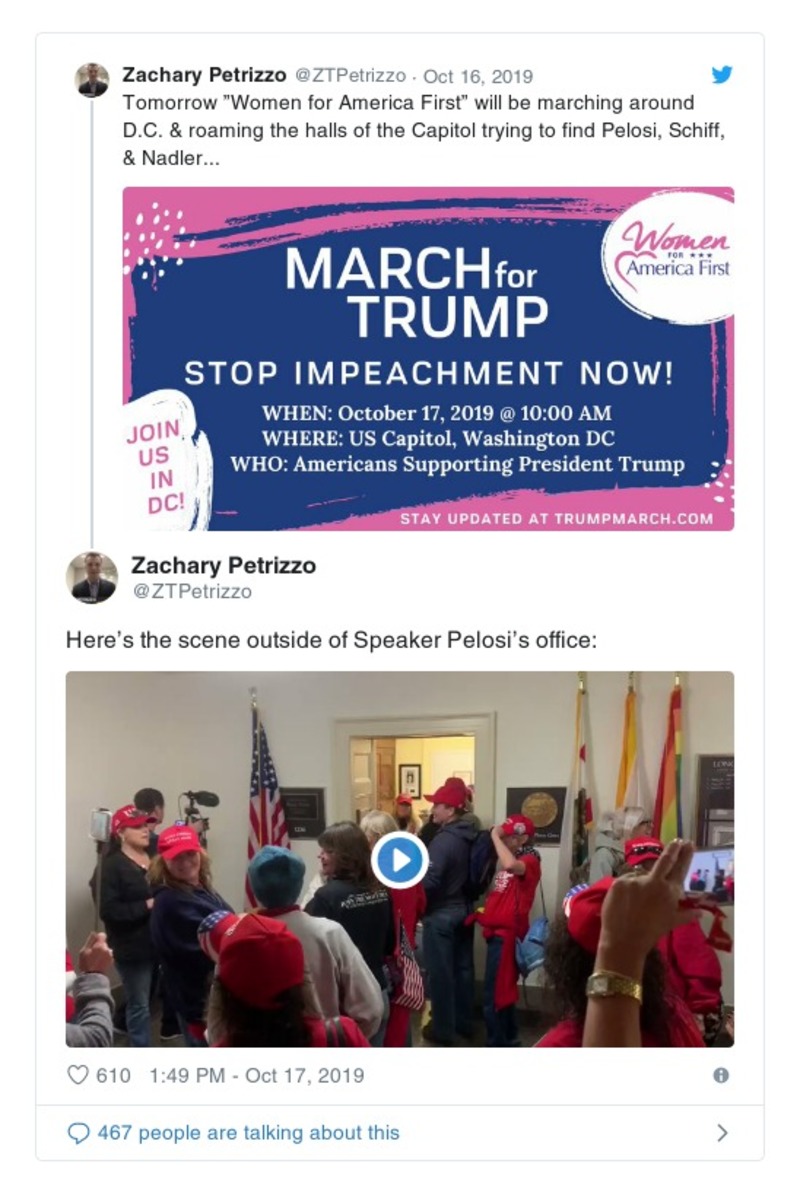 Zachary Petrizzo @ZTPetrizzo · Oct 16, 2019
Tomorrow ”Women for America First” will be marching around
D.C. & roaming the halls of the Capitol trying to find Pelosi, Schiff,
& Nadler...
Women
FOR ★★★
America First
MARCH for
TRUMP
STOP IMPEACHMENT NOW!
WHEN: October 17, 2019 @ 10:00 AM
WHERE: US Capitol, Washington DC
WHO: Americans Supporting President Trump
JOIN
US
IN
DC!
STAY UPDATED AT TRUMPMARCH.COM
Zachary Petrizzo
@ZTPetrizzo
Here’s the scene outside of Speaker Pelosi’s office:
610 1:49 PM - Oct 17, 2019
467 people are talking about this